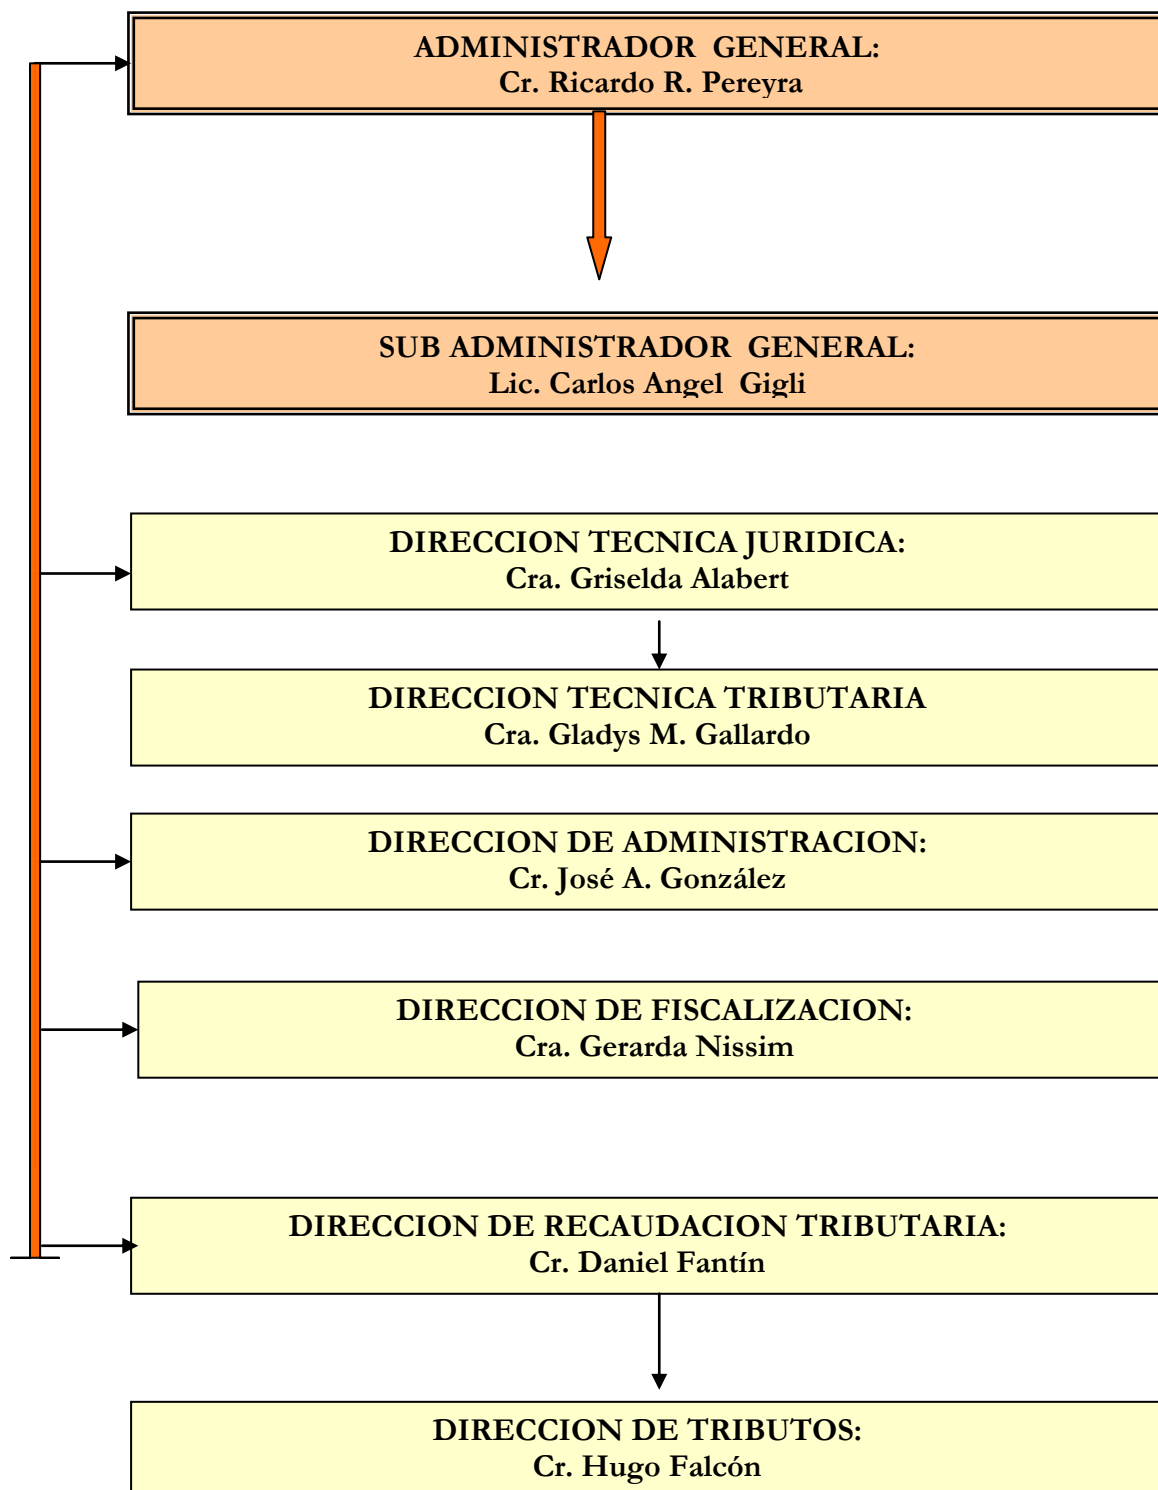 ADMINISTRADOR  GENERAL:
Cr. Ricardo R. Pereyra
SUB ADMINISTRADOR  GENERAL:
Lic. Carlos Angel  Gigli
DIRECCION TECNICA JURIDICA:
Cra. Griselda Alabert
DIRECCION TECNICA TRIBUTARIA
Cra. Gladys M. Gallardo
DIRECCION DE ADMINISTRACION:
Cr. José A. González
DIRECCION DE FISCALIZACION:
Cra. Gerarda Nissim
DIRECCION DE RECAUDACION TRIBUTARIA:
Cr. Daniel Fantín
DIRECCION DE TRIBUTOS:
Cr. Hugo Falcón